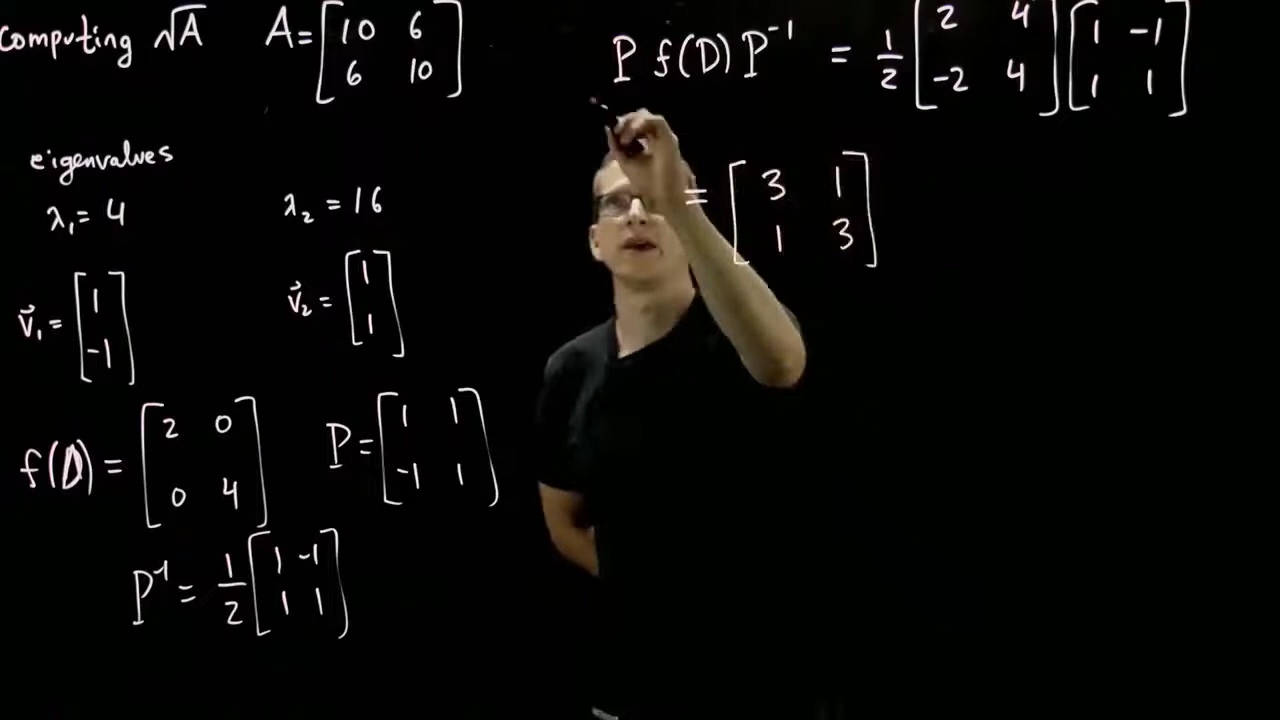 computing √A A=[10 6; 6 10]
eigenvalues
λ₁= 4 λ₂ =16
v⃗₁=[1; -1] v⃗₂=[1; 1]
f(D)=[2 0; 0 4] P=[1 1; -1 1]
P⁻¹= 1/2 [1 -1; 1 1]
P f(D) P⁻¹ = 1/2 [2 4; -2 4] [1 -1; 1 1]
= [3 1; 1 3]